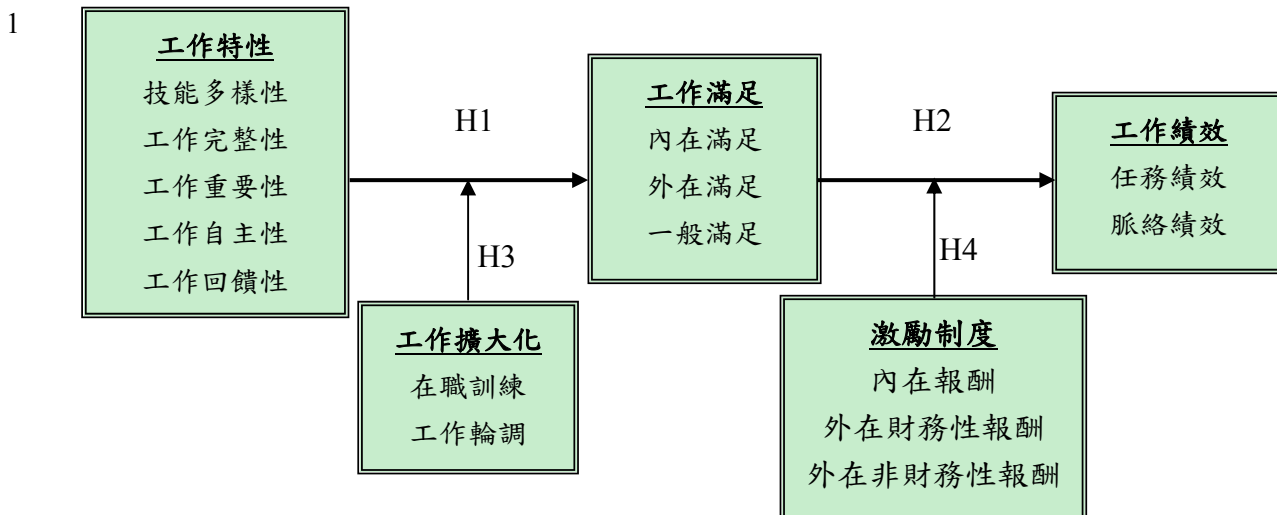 1
工作特性
技能多樣性
工作完整性
工作重要性
工作自主性
工作回饋性
H1
工作滿足
內在滿足
外在滿足
一般滿足
H2
工作績效
任務績效
脈絡績效
H3
工作擴大化
在職訓練
工作輪調
H4
激勵制度
內在報酬
外在財務性報酬
外在非財務性報酬